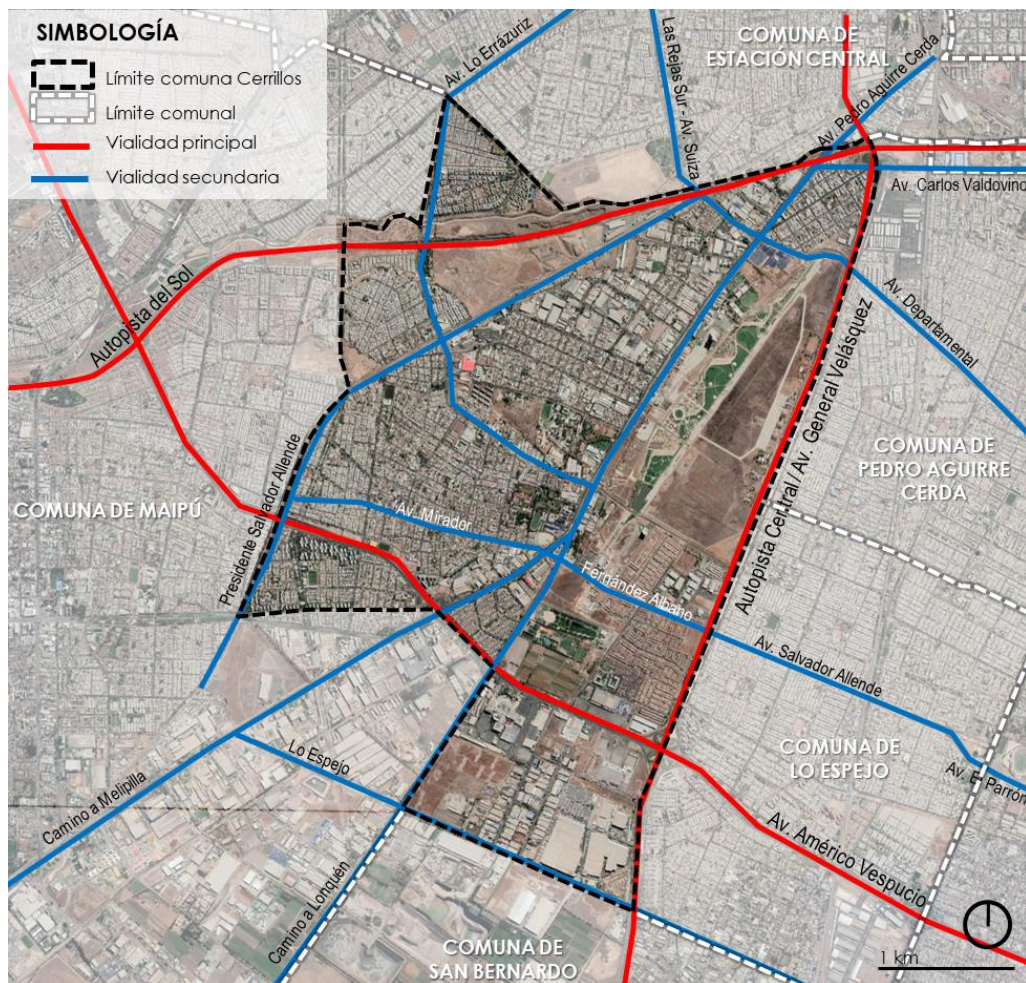 SIMBOLOGÍA
Límite comuna Cerrillos
Límite comunal
Vialidad principal
Vialidad secundaria
Av. Lo Errázuriz
Las Rejas Sur - Av. Suiza
COMUNA DE
ESTACIÓN CENTRAL
Av. Pedro Aguirre Cerda
Av. Carlos Valdovino
Autopista del Sol
Av. Departamental
Autopista Central / Av. General Velásquez
COMUNA DE
PEDRO AGUIRRE
CERDA
COMUNA DE MAIPÚ
Presidente Salvador Allende
Av. Mirador
Fernández Albano
Av. Salvador Allende
COMUNA DE
LO ESPEJO
Av. El Parrón
Lo Espejo
Camino a Melipilla
Camino a Lonquén
Av. Américo Vespucio
COMUNA DE
SAN BERNARDO
1 km